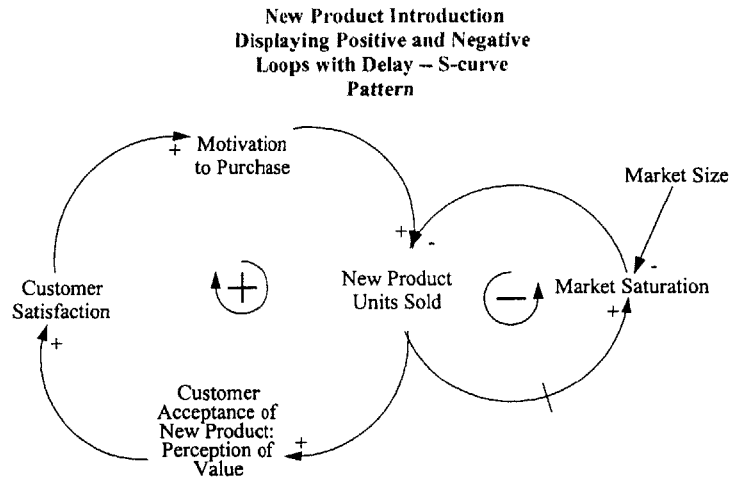 New Product Introduction
Displaying Positive and Negative
Loops with Delay – S-curve
Pattern
+
Motivation
to Purchase
Market Size
+
-
Customer
Satisfaction
+
New Product
Units Sold
–
-
Market Saturation
+
+
Customer
Acceptance of
New Product:
Perception of
Value
+